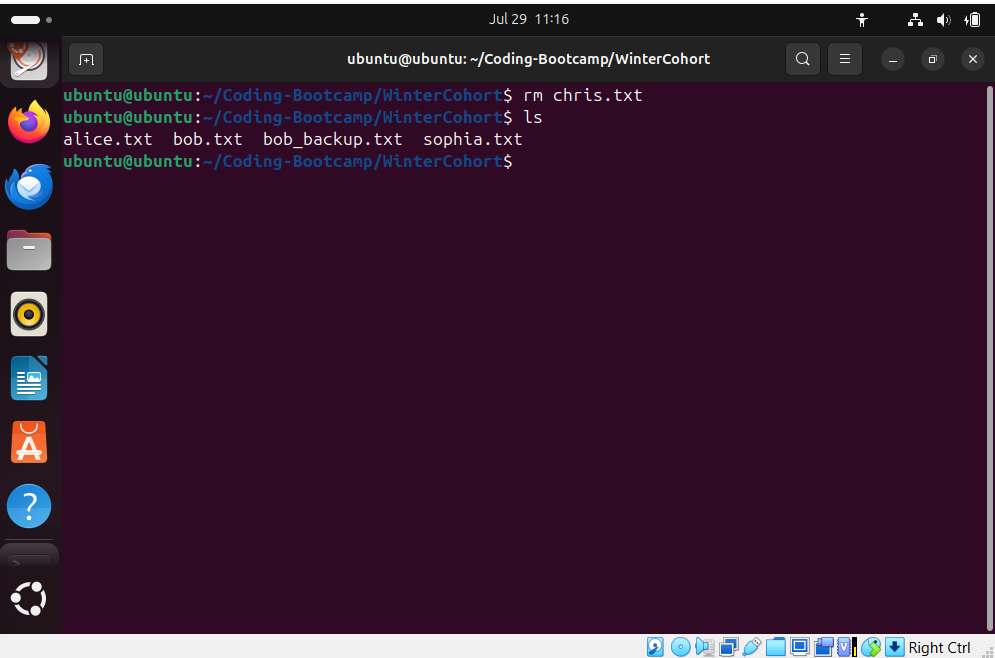 Jul 29 11:16
ubuntu@ubuntu: ~/Coding-Bootcamp/WinterCohort
ubuntu@ubuntu:~/Coding-Bootcamp/WinterCohort$ rm chris.txt
ubuntu@ubuntu:~/Coding-Bootcamp/WinterCohort$ ls
alice.txt  bob.txt  bob_backup.txt  sophia.txt
ubuntu@ubuntu:~/Coding-Bootcamp/WinterCohort$
Right Ctrl